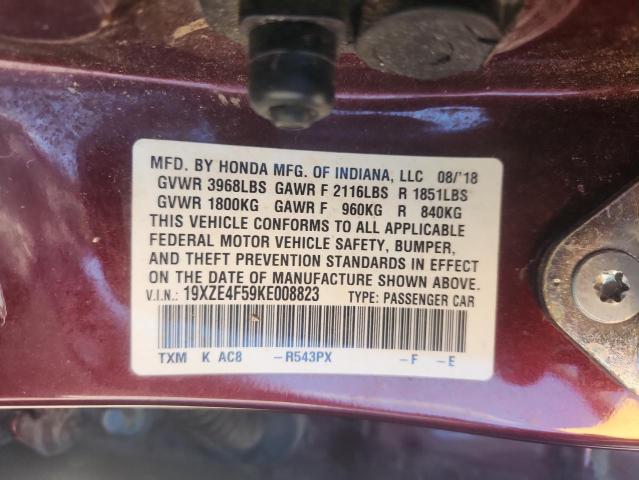 MFD. BY HONDA MFG. OF INDIANA, LLC 08/'18
GVWR 3968LBS GAWR F 2116LBS R 1851LBS
GVWR 1800KG GAWR F 960KG R 840KG
THIS VEHICLE CONFORMS TO ALL APPLICABLE
FEDERAL MOTOR VEHICLE SAFETY, BUMPER,
AND THEFT PREVENTION STANDARDS IN EFFECT
ON THE DATE OF MANUFACTURE SHOWN ABOVE.
V.I.N.: 19XZE4F59KE008823 TYPE: PASSENGER CAR
TXM K AC8 -R543PX -F -E